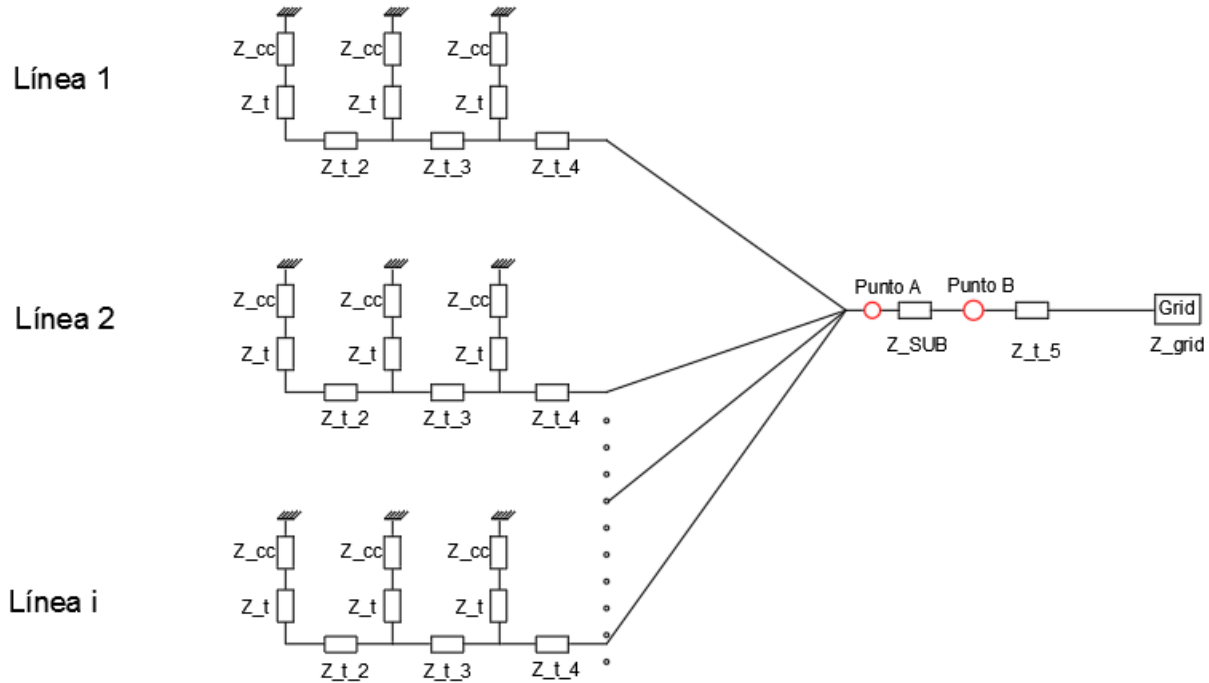 Línea 1
Z_cc Z_cc Z_cc
Z_t Z_t Z_t
Z_t_2 Z_t_3 Z_t_4
Línea 2
Z_cc Z_cc Z_cc
Z_t Z_t Z_t
Z_t_2 Z_t_3 Z_t_4
Punto A Punto B
Grid
Z_SUB Z_t_5 Z_grid
Línea i
Z_cc Z_cc Z_cc
Z_t Z_t Z_t
Z_t_2 Z_t_3 Z_t_4